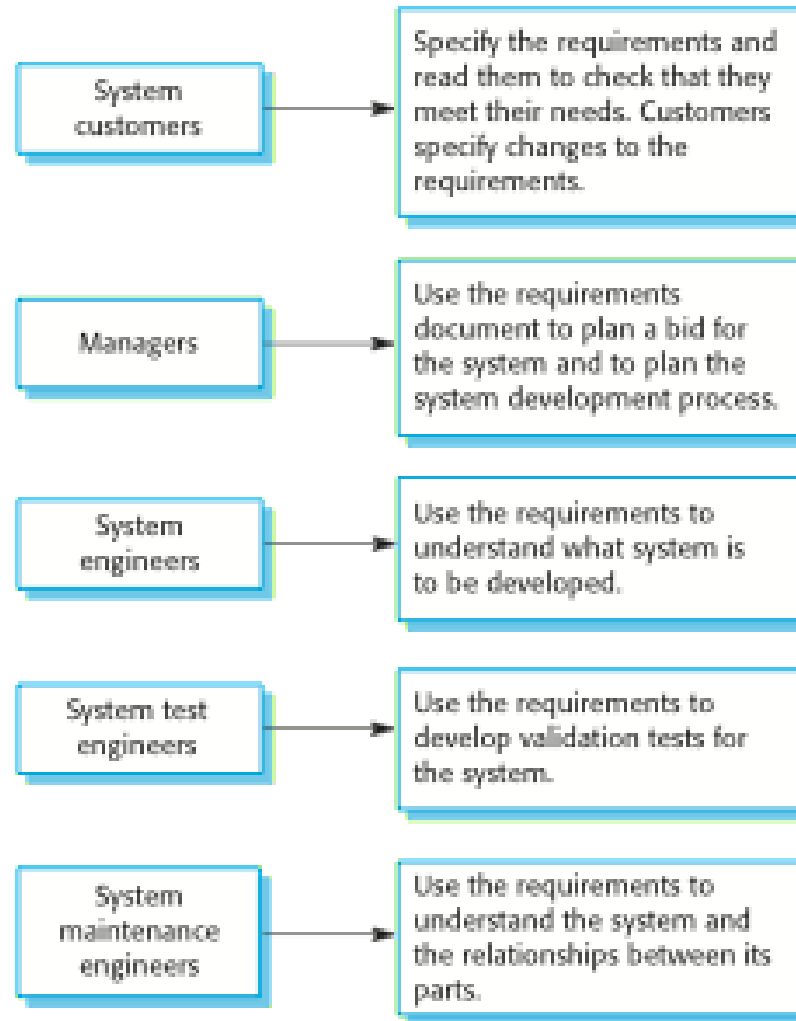 System
customers
Specify the requirements and
read them to check that they
meet their needs. Customers
specify changes to the
requirements.
Managers
Use the requirements
document to plan a bid for
the system and to plan the
system development process.
System
engineers
Use the requirements to
understand what system is
to be developed.
System test
engineers
Use the requirements to
develop validation tests for
the system.
System
maintenance
engineers
Use the requirements to
understand the system and
the relationships between its
parts.